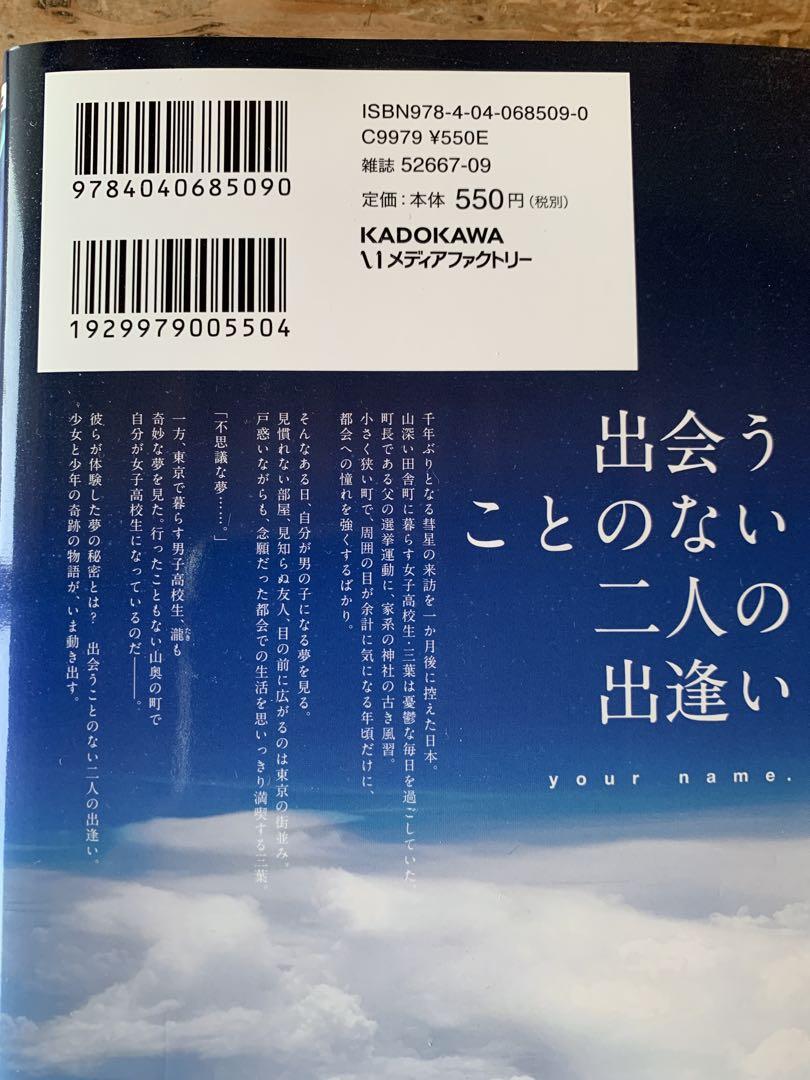 9784040685090
ISBN978-4-04-068509-0
C9979 ¥550E
雑誌 52667-09
定価:本体 550円(税別)
KADOKAWA
メディアファクトリー
1929979005504
出会う
ことのない
二人の
出逢い
your name.
千年ぶりとなる彗星の来訪を一か月後に控えた日本。
山深い田舎町に暮らす女子高校生・三葉は憂鬱な毎日を過ごしていた。
町長である父の選挙運動に、家系の神社の古き風習。
小さく狭い町で、周囲の目が余計に気になる年頃だけに、
都会への憧れを強くするばかり。
そんなある日、自分が男の子になる夢を見る。
見慣れない部屋、見知らぬ友人、目の前に広がるのは東京の街並み。
戸惑いながらも、念願だった都会での生活を思いっきり満喫する三葉。
「不思議な夢……。」
一方、東京で暮らす男子高校生、瀧も
たき
奇妙な夢を見た。行ったこともない山奥の町で
自分が女子高校生になっているのだ――。
彼らが体験した夢の秘密とは? 出会うことのない二人の出逢い。
少女と少年の奇跡の物語が、いま動き出す。